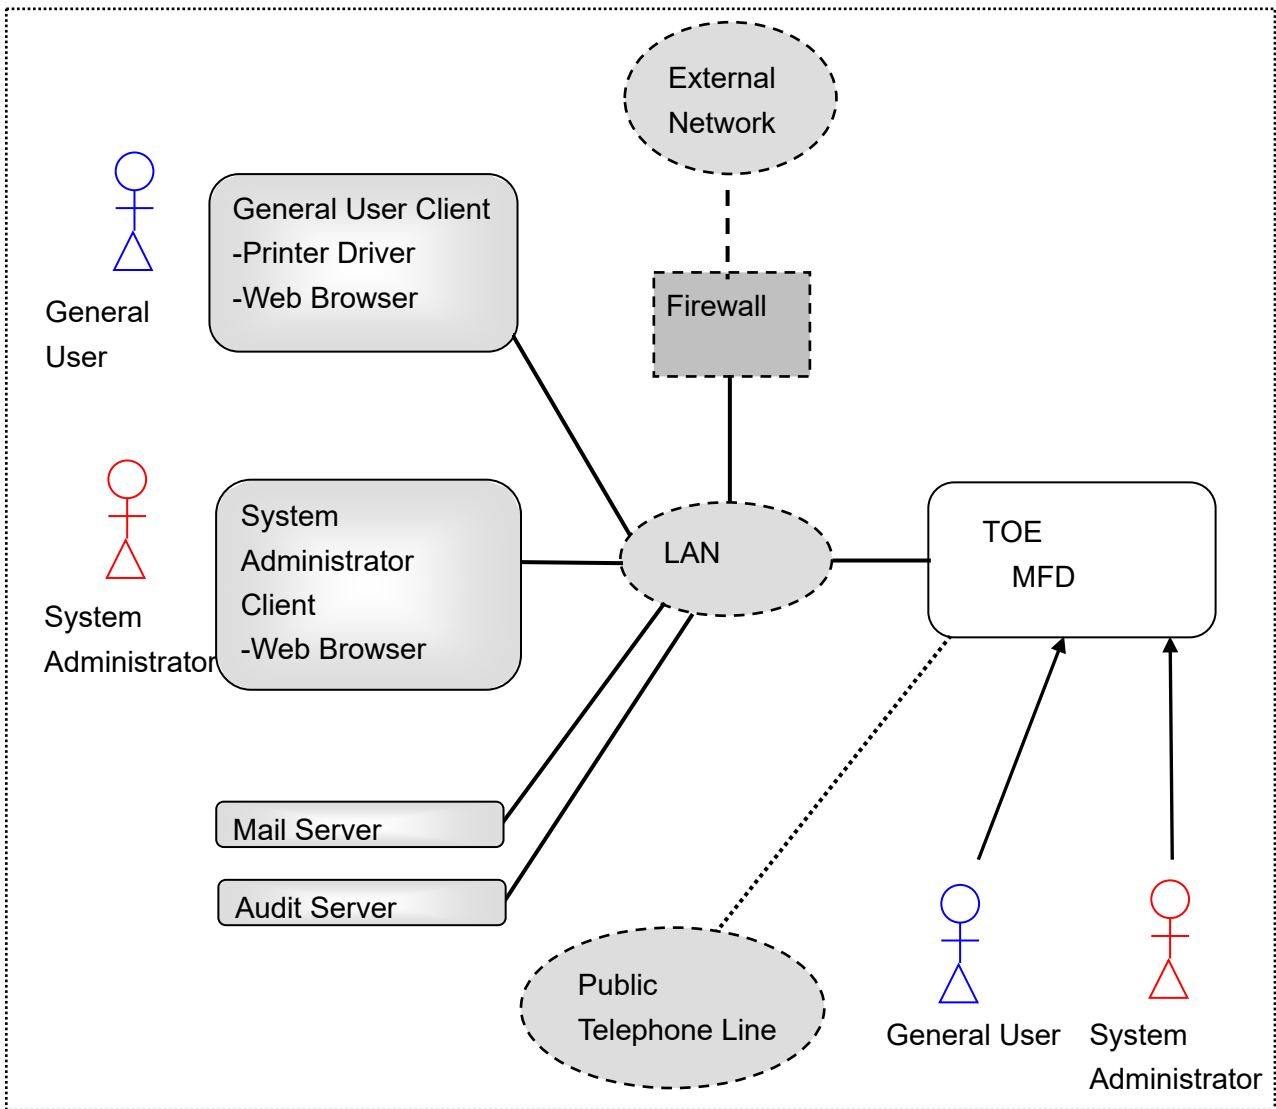 External
Network
General User Client
-Printer Driver
-Web Browser
General
User
Firewall
System
Administrator
Client
-Web Browser
System
Administrator
LAN
TOE
MFD
Mail Server
Audit Server
Public
Telephone Line
General User
System
Administrator